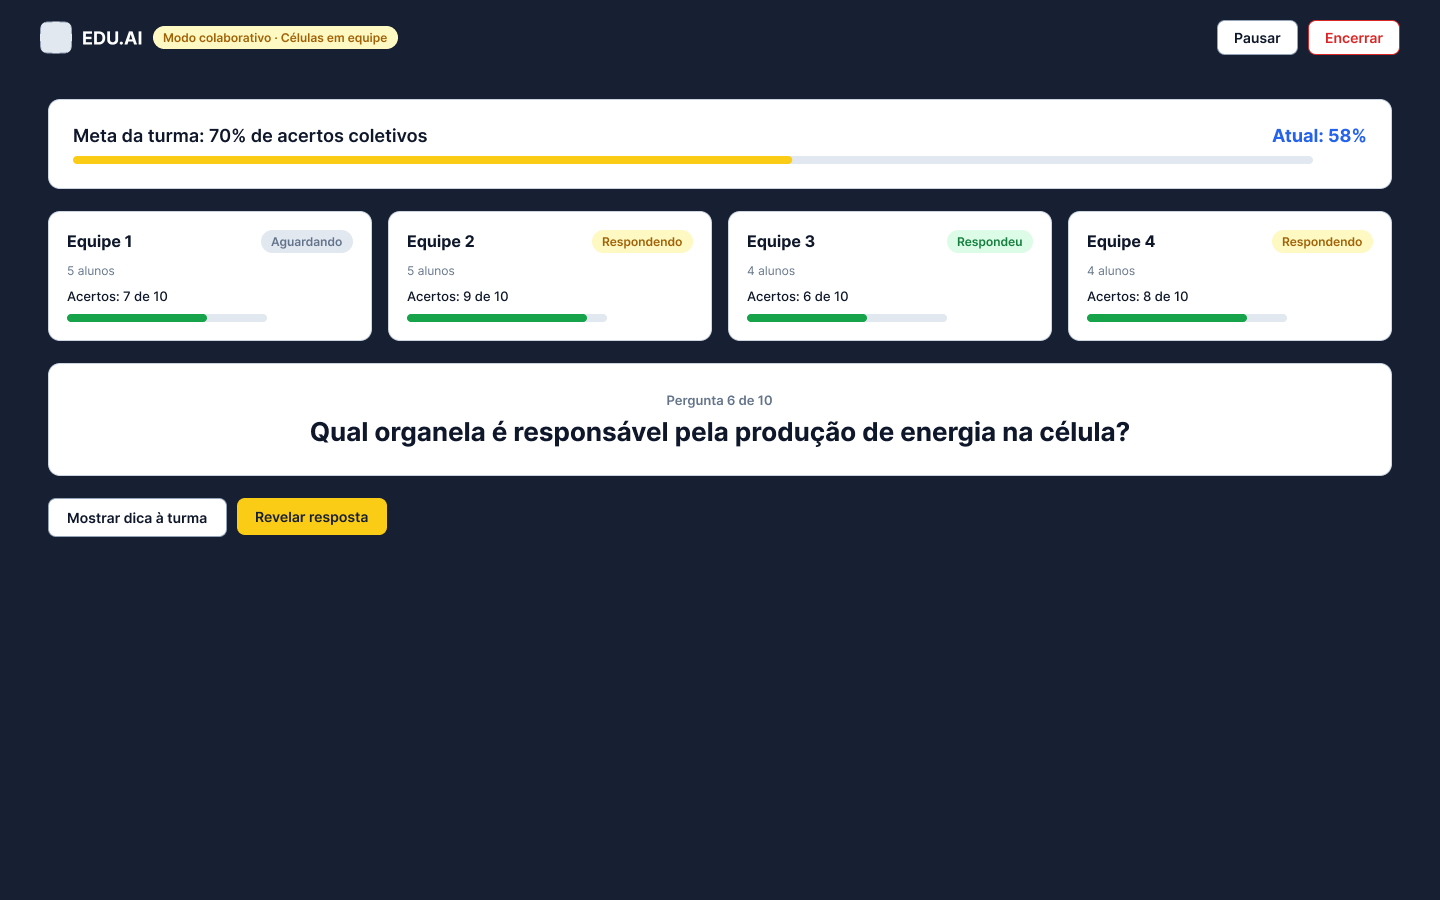 EDU.AI
Modo colaborativo · Células em equipe
Pausar
Encerrar
Meta da turma: 70% de acertos coletivos
Atual: 58%
Equipe 1
Aguardando
5 alunos
Acertos: 7 de 10
Equipe 2
Respondendo
5 alunos
Acertos: 9 de 10
Equipe 3
Respondeu
4 alunos
Acertos: 6 de 10
Equipe 4
Respondendo
4 alunos
Acertos: 8 de 10
Pergunta 6 de 10
Qual organela é responsável pela produção de energia na célula?
Mostrar dica à turma
Revelar resposta